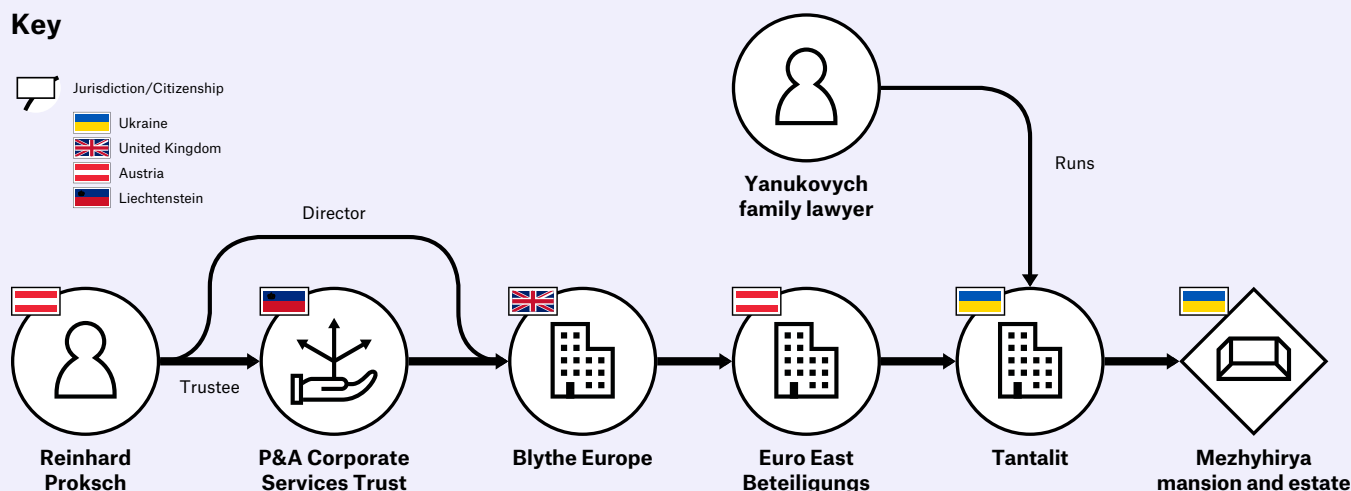 Key
Jurisdiction/Citizenship
Ukraine
United Kingdom
Austria
Liechtenstein
Yanukovych
family lawyer
Runs
Director
Trustee
Reinhard
Proksch
P&A Corporate
Services Trust
Blythe Europe
Euro East
Beteiligungs
Tantalit
Mezhyhirya
mansion and estate